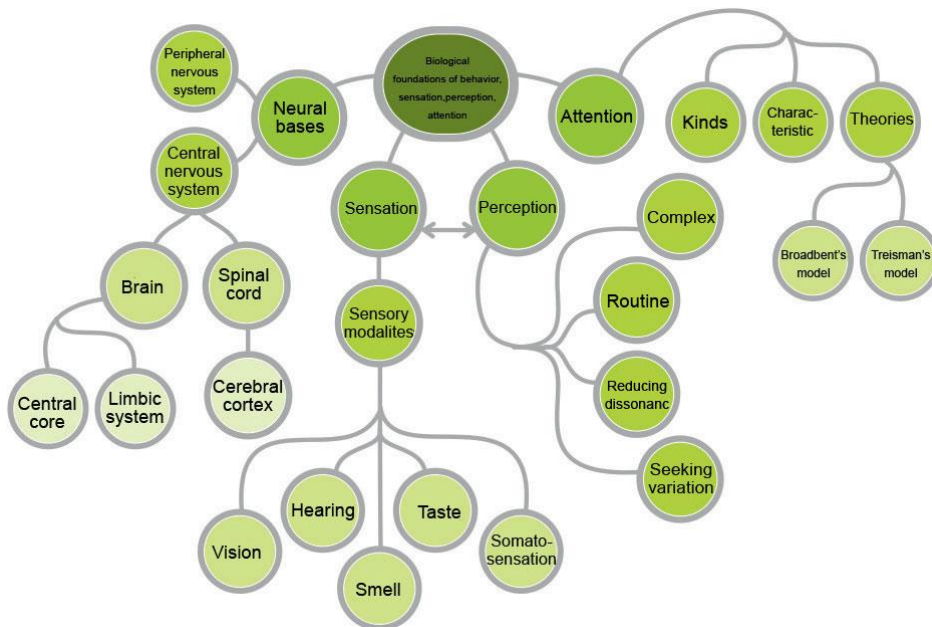 Biological
foundations of behavior,
sensation,perception,
attention
Peripheral
nervous
system
Neural
bases
Central
nervous
system
Brain
Spinal
cord
Central
core
Limbic
system
Cerebral
cortex
Sensation
Perception
Sensory
modalites
Vision
Hearing
Smell
Taste
Somato-
sensation
Complex
Routine
Reducing
dissonanc
Seeking
variation
Attention
Kinds
Charac-
teristic
Theories
Broadbent's
model
Treisman's
model